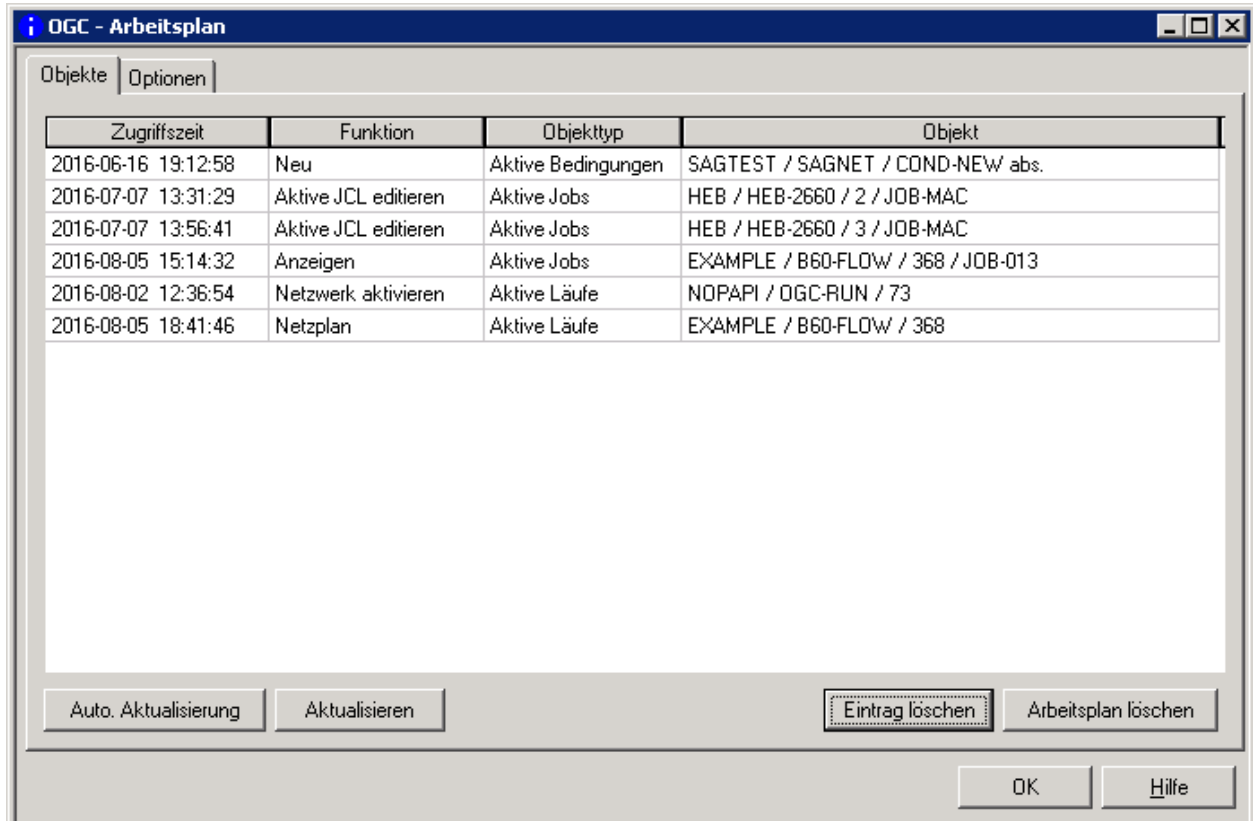 OGC - Arbeitsplan
Objekte Optionen
Zugriffszeit Funktion Objekttyp Objekt
2016-06-16 19:12:58 Neu Aktive Bedingungen SAGTEST / SAGNET / COND-NEW abs.
2016-07-07 13:31:29 Aktive JCL editieren Aktive Jobs HEB / HEB-2660 / 2 / JOB-MAC
2016-07-07 13:56:41 Aktive JCL editieren Aktive Jobs HEB / HEB-2660 / 3 / JOB-MAC
2016-08-05 15:14:32 Anzeigen Aktive Jobs EXAMPLE / B60-FLOW / 368 / JOB-013
2016-08-02 12:36:54 Netzwerk aktivieren Aktive Läufe NOPAPI / OGC-RUN / 73
2016-08-05 18:41:46 Netzplan Aktive Läufe EXAMPLE / B60-FLOW / 368
Auto. Aktualisierung Aktualisieren Eintrag löschen Arbeitsplan löschen
OK Hilfe